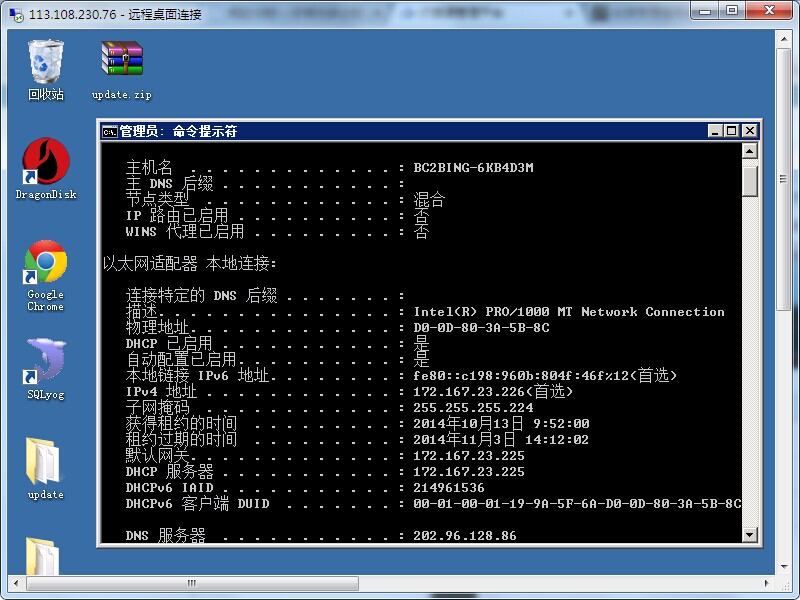 113.108.230.76 - 远程桌面连接
回收站
update.zip
DragonDisk
Google
Chrome
SQLyog
update
管理员: 命令提示符
主机名 . . . . . . . . . . . . . : BC2BING-6KB4D3M
主 DNS 后缀 . . . . . . . . . . . :
节点类型 . . . . . . . . . . . . : 混合
IP 路由已启用 . . . . . . . . . . : 否
WINS 代理已启用 . . . . . . . . . : 否
以太网适配器 本地连接:
连接特定的 DNS 后缀 . . . . . . . :
描述. . . . . . . . . . . . . . . : Intel(R) PRO/1000 MT Network Connection
物理地址. . . . . . . . . . . . . : D0-0D-80-3A-5B-8C
DHCP 已启用 . . . . . . . . . . . : 是
自动配置已启用. . . . . . . . . . : 是
本地链接 IPv6 地址. . . . . . . . : fe80::c198:960b:804f:46f%12(首选)
IPv4 地址 . . . . . . . . . . . . : 172.167.23.226(首选)
子网掩码 . . . . . . . . . . . . : 255.255.255.224
获得租约的时间 . . . . . . . . . : 2014年10月13日 9:52:00
租约过期的时间 . . . . . . . . . : 2014年11月3日 14:12:02
默认网关. . . . . . . . . . . . . : 172.167.23.225
DHCP 服务器 . . . . . . . . . . . : 172.167.23.225
DHCPv6 IAID . . . . . . . . . . . : 214961536
DHCPv6 客户端 DUID . . . . . . . : 00-01-00-01-19-9A-5F-6A-D0-0D-80-3A-5B-8C
DNS 服务器 . . . . . . . . . . . : 202.96.128.86